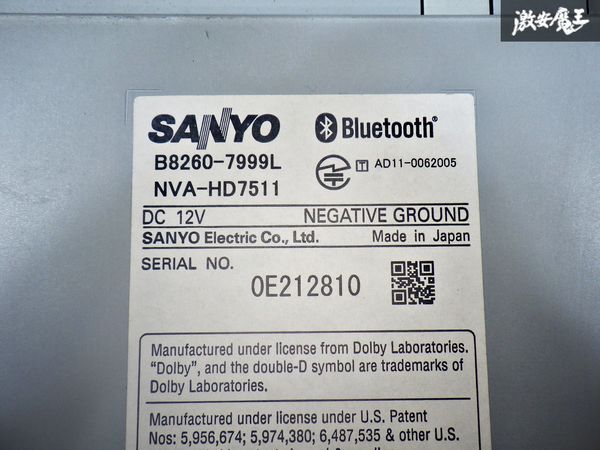 激安魔王
SANYO
Bluetooth®
B8260-7999L
T AD11-0062005
NVA-HD7511
DC 12V NEGATIVE GROUND
SANYO Electric Co., Ltd. Made in Japan
SERIAL NO.
0E212810
Manufactured under license from Dolby Laboratories.
"Dolby", and the double-D symbol are trademarks of
Dolby Laboratories.
Manufactured under license under U.S. Patent
Nos: 5,956,674; 5,974,380; 6,487,535 & other U.S.